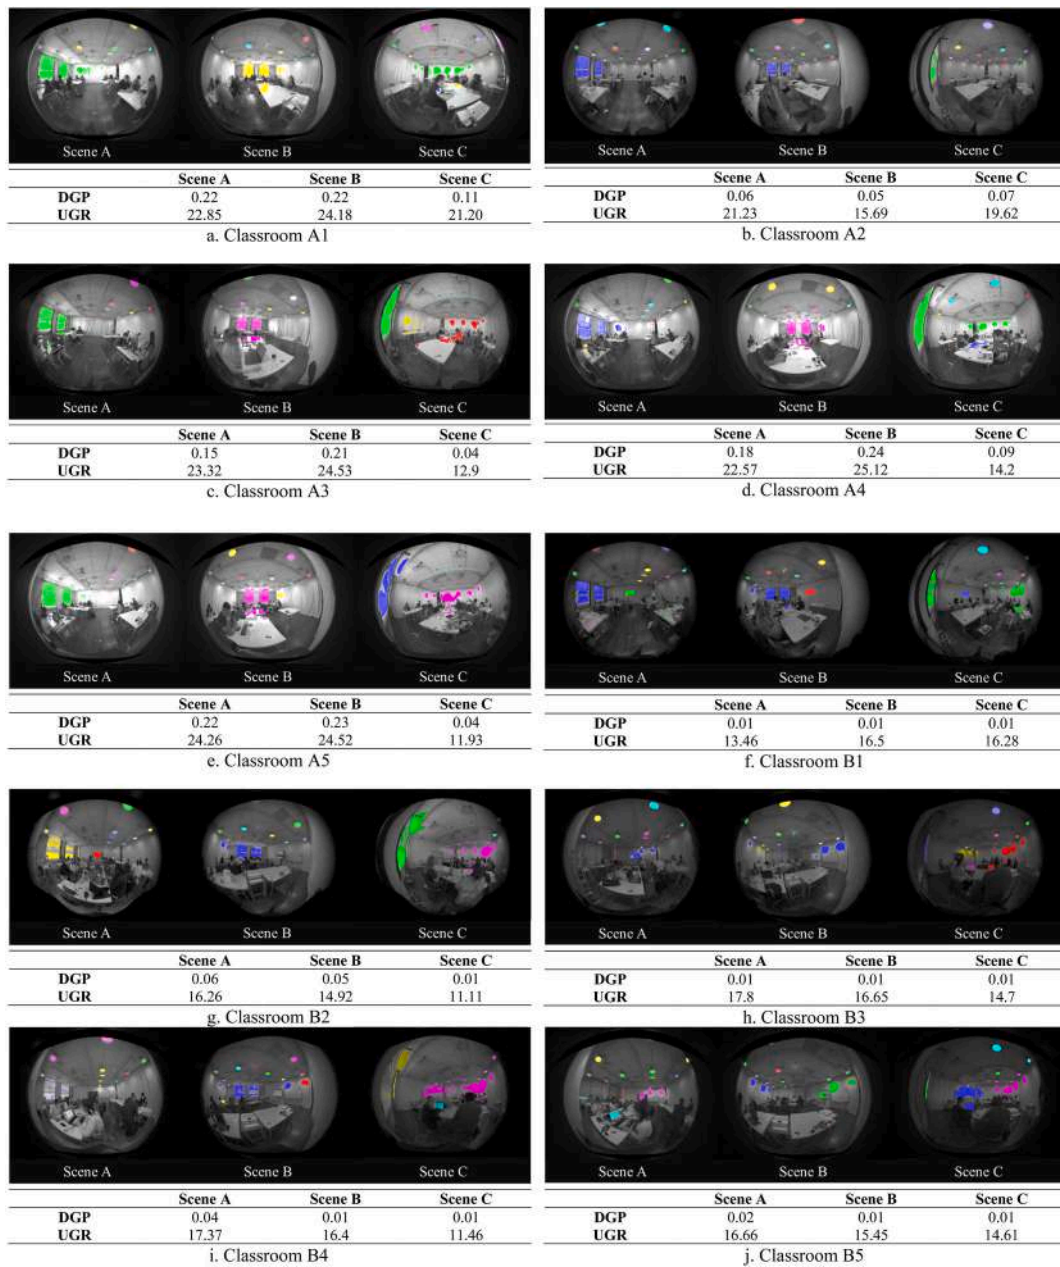 Scene A Scene B Scene C
Scene A Scene B Scene C
DGP 0.22 0.22 0.11
UGR 22.85 24.18 21.20
a. Classroom A1
Scene A Scene B Scene C
Scene A Scene B Scene C
DGP 0.06 0.05 0.07
UGR 21.23 15.69 19.62
b. Classroom A2
Scene A Scene B Scene C
Scene A Scene B Scene C
DGP 0.15 0.21 0.04
UGR 23.32 24.53 12.9
c. Classroom A3
Scene A Scene B Scene C
Scene A Scene B Scene C
DGP 0.18 0.24 0.09
UGR 22.57 25.12 14.2
d. Classroom A4
Scene A Scene B Scene C
Scene A Scene B Scene C
DGP 0.22 0.23 0.04
UGR 24.26 24.52 11.93
e. Classroom A5
Scene A Scene B Scene C
Scene A Scene B Scene C
DGP 0.01 0.01 0.01
UGR 13.46 16.5 16.28
f. Classroom B1
Scene A Scene B Scene C
Scene A Scene B Scene C
DGP 0.06 0.05 0.01
UGR 16.26 14.92 11.11
g. Classroom B2
Scene A Scene B Scene C
Scene A Scene B Scene C
DGP 0.01 0.01 0.01
UGR 17.8 16.65 14.7
h. Classroom B3
Scene A Scene B Scene C
Scene A Scene B Scene C
DGP 0.04 0.01 0.01
UGR 17.37 16.4 11.46
i. Classroom B4
Scene A Scene B Scene C
Scene A Scene B Scene C
DGP 0.02 0.01 0.01
UGR 16.66 15.45 14.61
j. Classroom B5